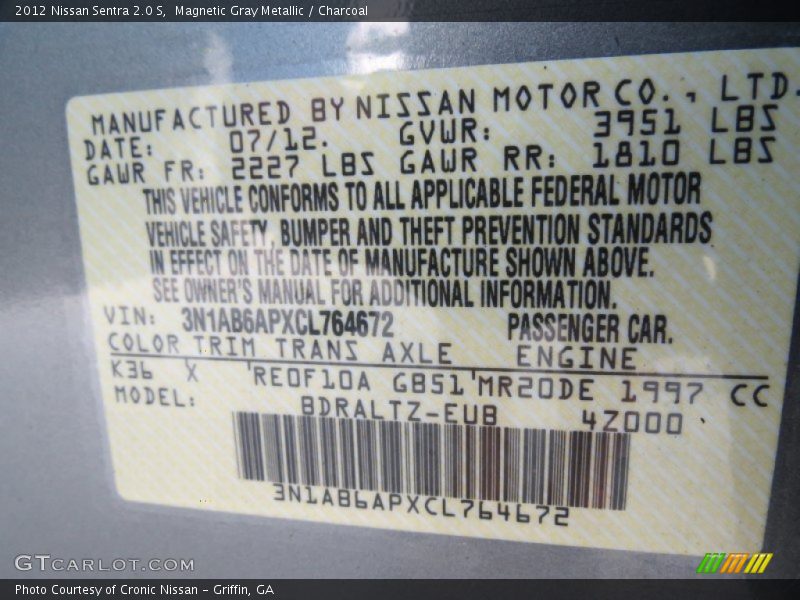 2012 Nissan Sentra 2.0 S,  Magnetic Gray Metallic / Charcoal
MANUFACTURED BY NISSAN MOTOR CO., LTD.
DATE: 07/12. GVWR: 3951 LBS
GAWR FR: 2227 LBS GAWR RR: 1810 LBS
THIS VEHICLE CONFORMS TO ALL APPLICABLE FEDERAL MOTOR
VEHICLE SAFETY, BUMPER AND THEFT PREVENTION STANDARDS
IN EFFECT ON THE DATE OF MANUFACTURE SHOWN ABOVE.
SEE OWNER'S MANUAL FOR ADDITIONAL INFORMATION.
VIN: 3N1AB6APXCL764672 PASSENGER CAR.
COLOR TRIM TRANS AXLE ENGINE
K36 X 'RE0F10A GB51'MR20DE 1997 CC
MODEL: BDRALTZ-EUB 4Z000
3N1AB6APXCL764672
GTCARLOT.COM
Photo Courtesy of Cronic Nissan - Griffin, GA